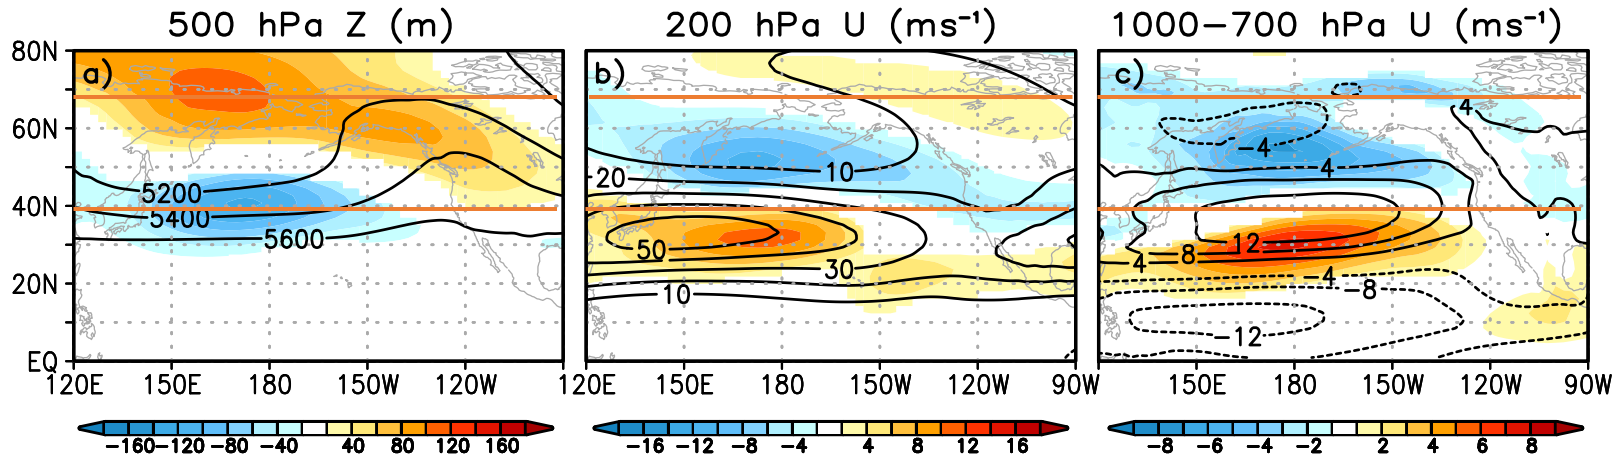 500 hPa Z (m)
200 hPa U (ms⁻¹)
1000−700 hPa U (ms⁻¹)
80N
60N
40N
20N
EQ
a)
5200
5400
5600
120E 150E 180 150W 120W
b)
10
20
50
30
10
120E 150E 180 150W 120W 90W
c)
4
−4
4
12
8
4
−4
−8
−12
150E 180 150W 120W 90W
−160 −120 −80 −40 40 80 120 160
−16 −12 −8 −4 4 8 12 16
−8 −6 −4 −2 2 4 6 8